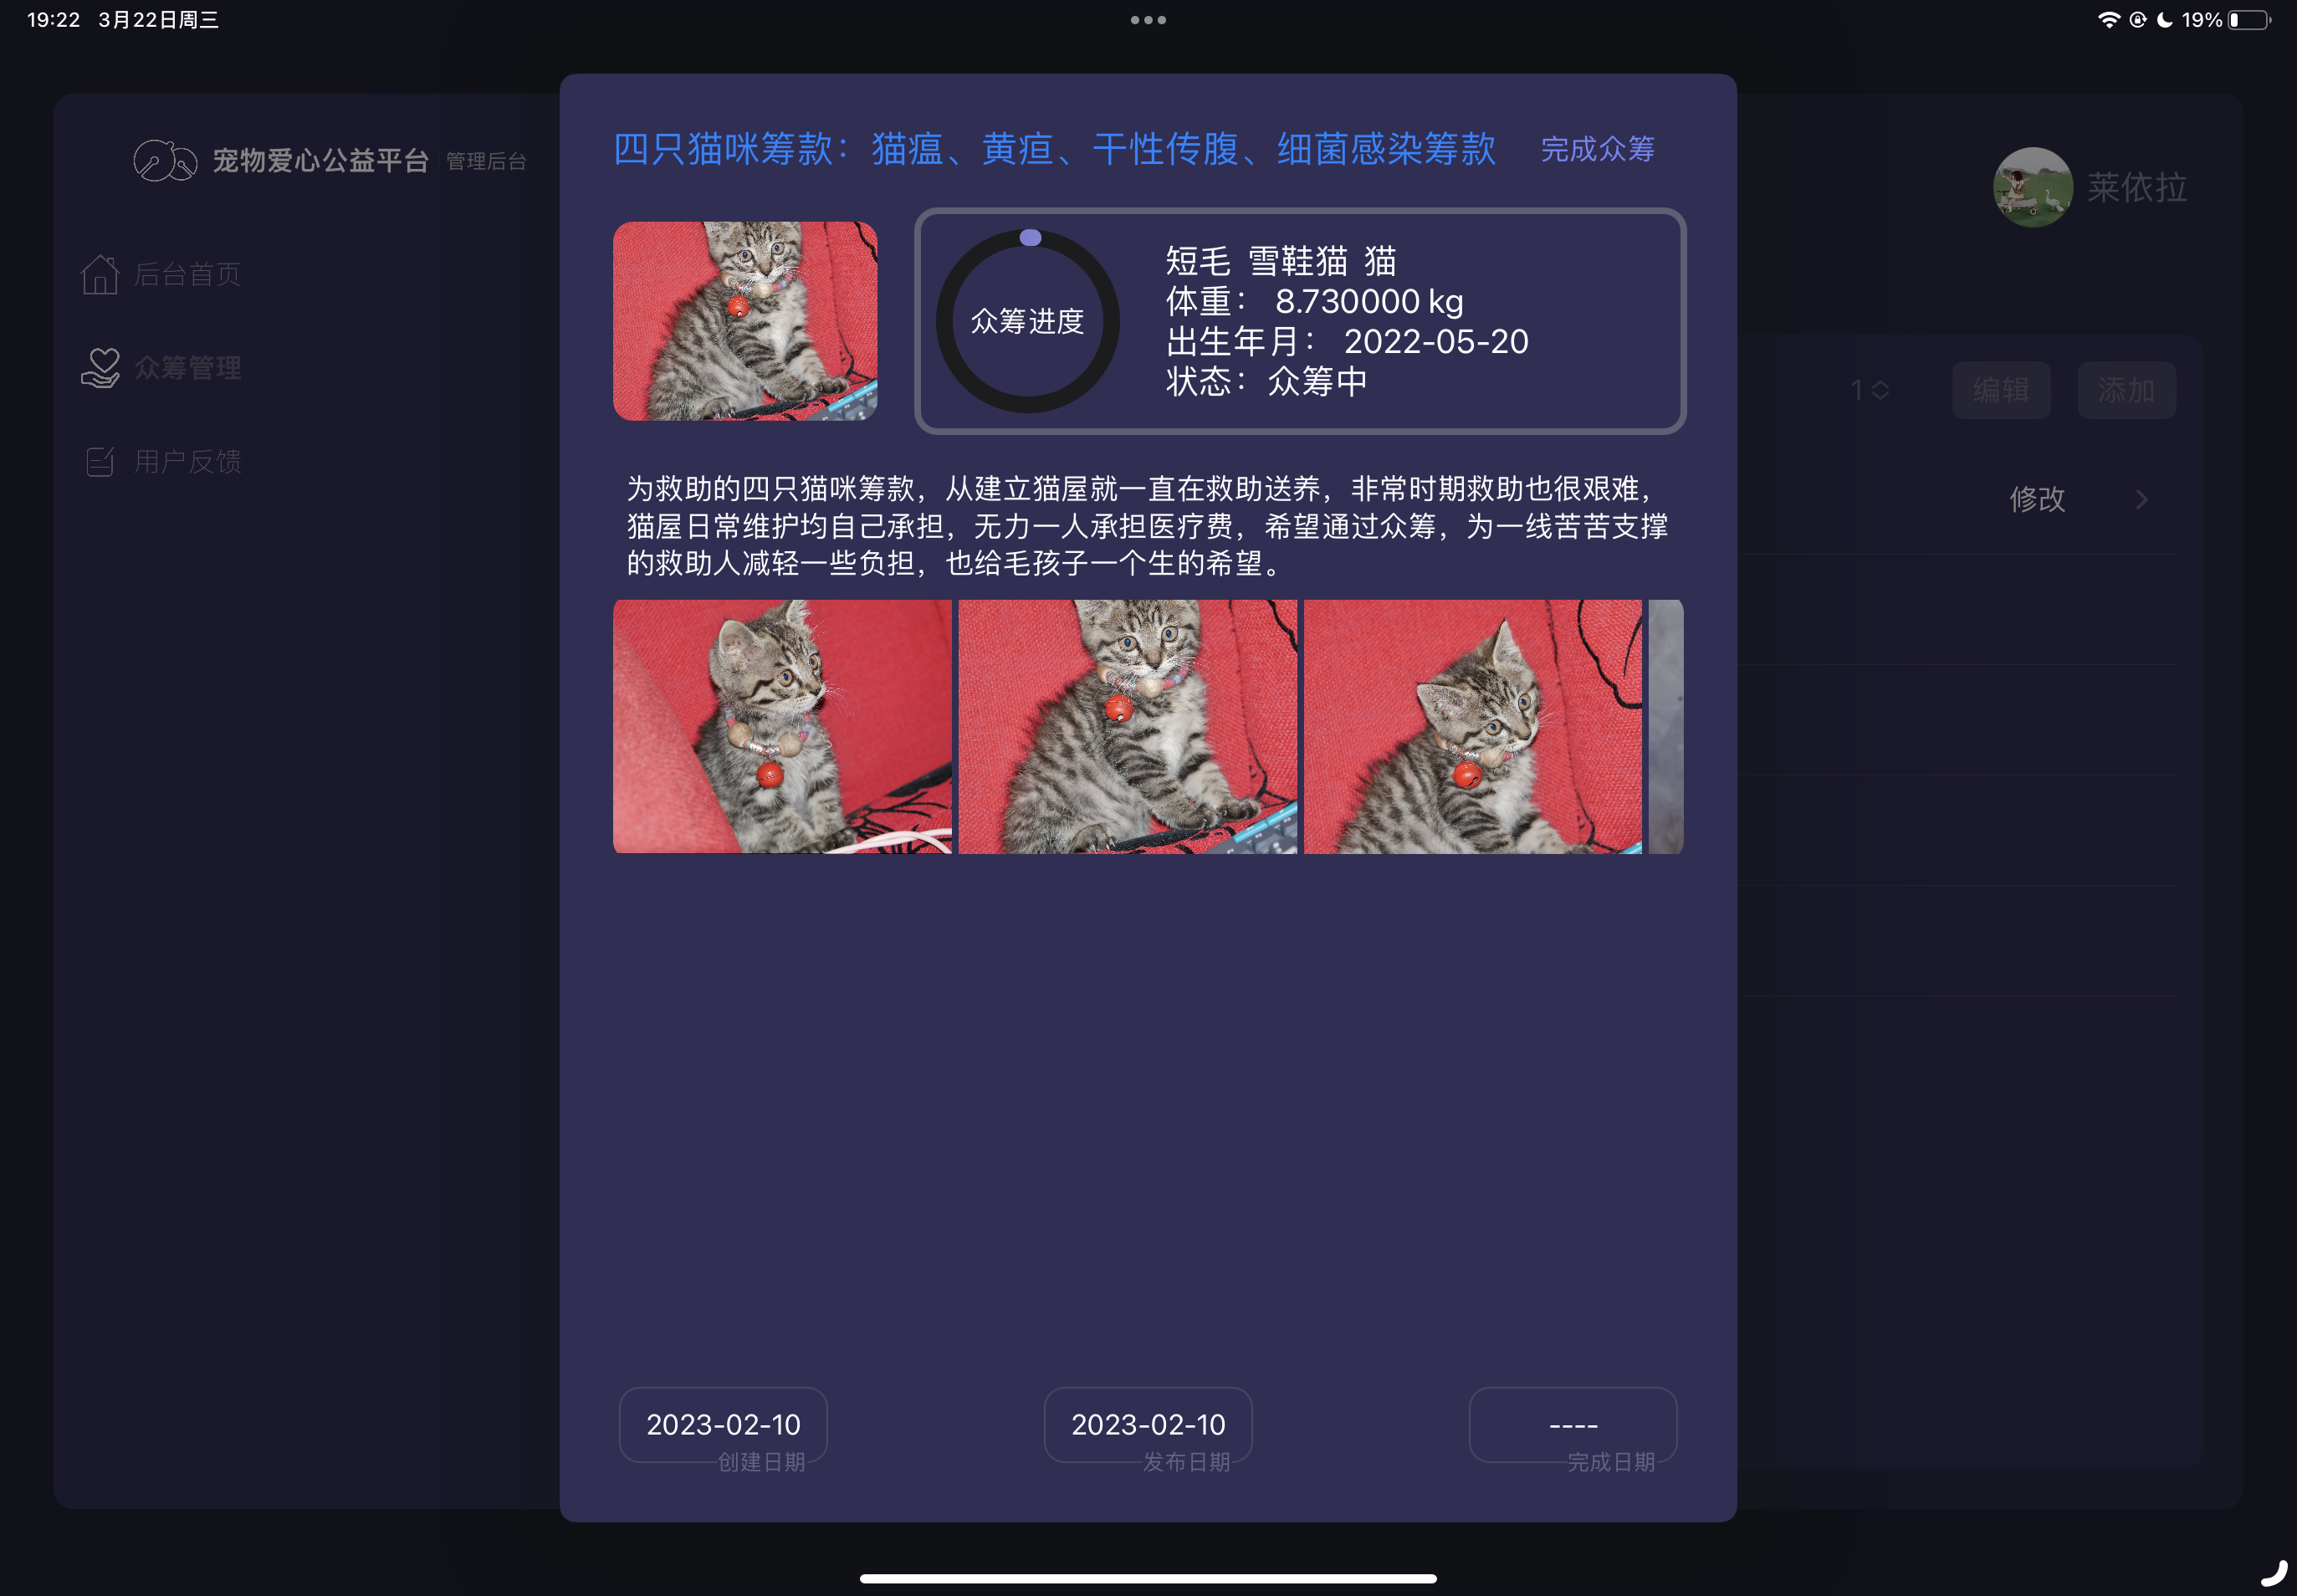 19:22 3月22日周三
19%
宠物爱心公益平台 管理后台
后台首页
众筹管理
用户反馈
四只猫咪筹款：猫瘟、黄疸、干性传腹、细菌感染筹款 完成众筹
众筹进度
短毛 雪鞋猫 猫
体重： 8.730000 kg
出生年月： 2022-05-20
状态：众筹中
为救助的四只猫咪筹款，从建立猫屋就一直在救助送养，非常时期救助也很艰难，
猫屋日常维护均自己承担，无力一人承担医疗费，希望通过众筹，为一线苦苦支撑
的救助人减轻一些负担，也给毛孩子一个生的希望。
2023-02-10
创建日期
2023-02-10
发布日期
----
完成日期
莱依拉
1
编辑
添加
修改